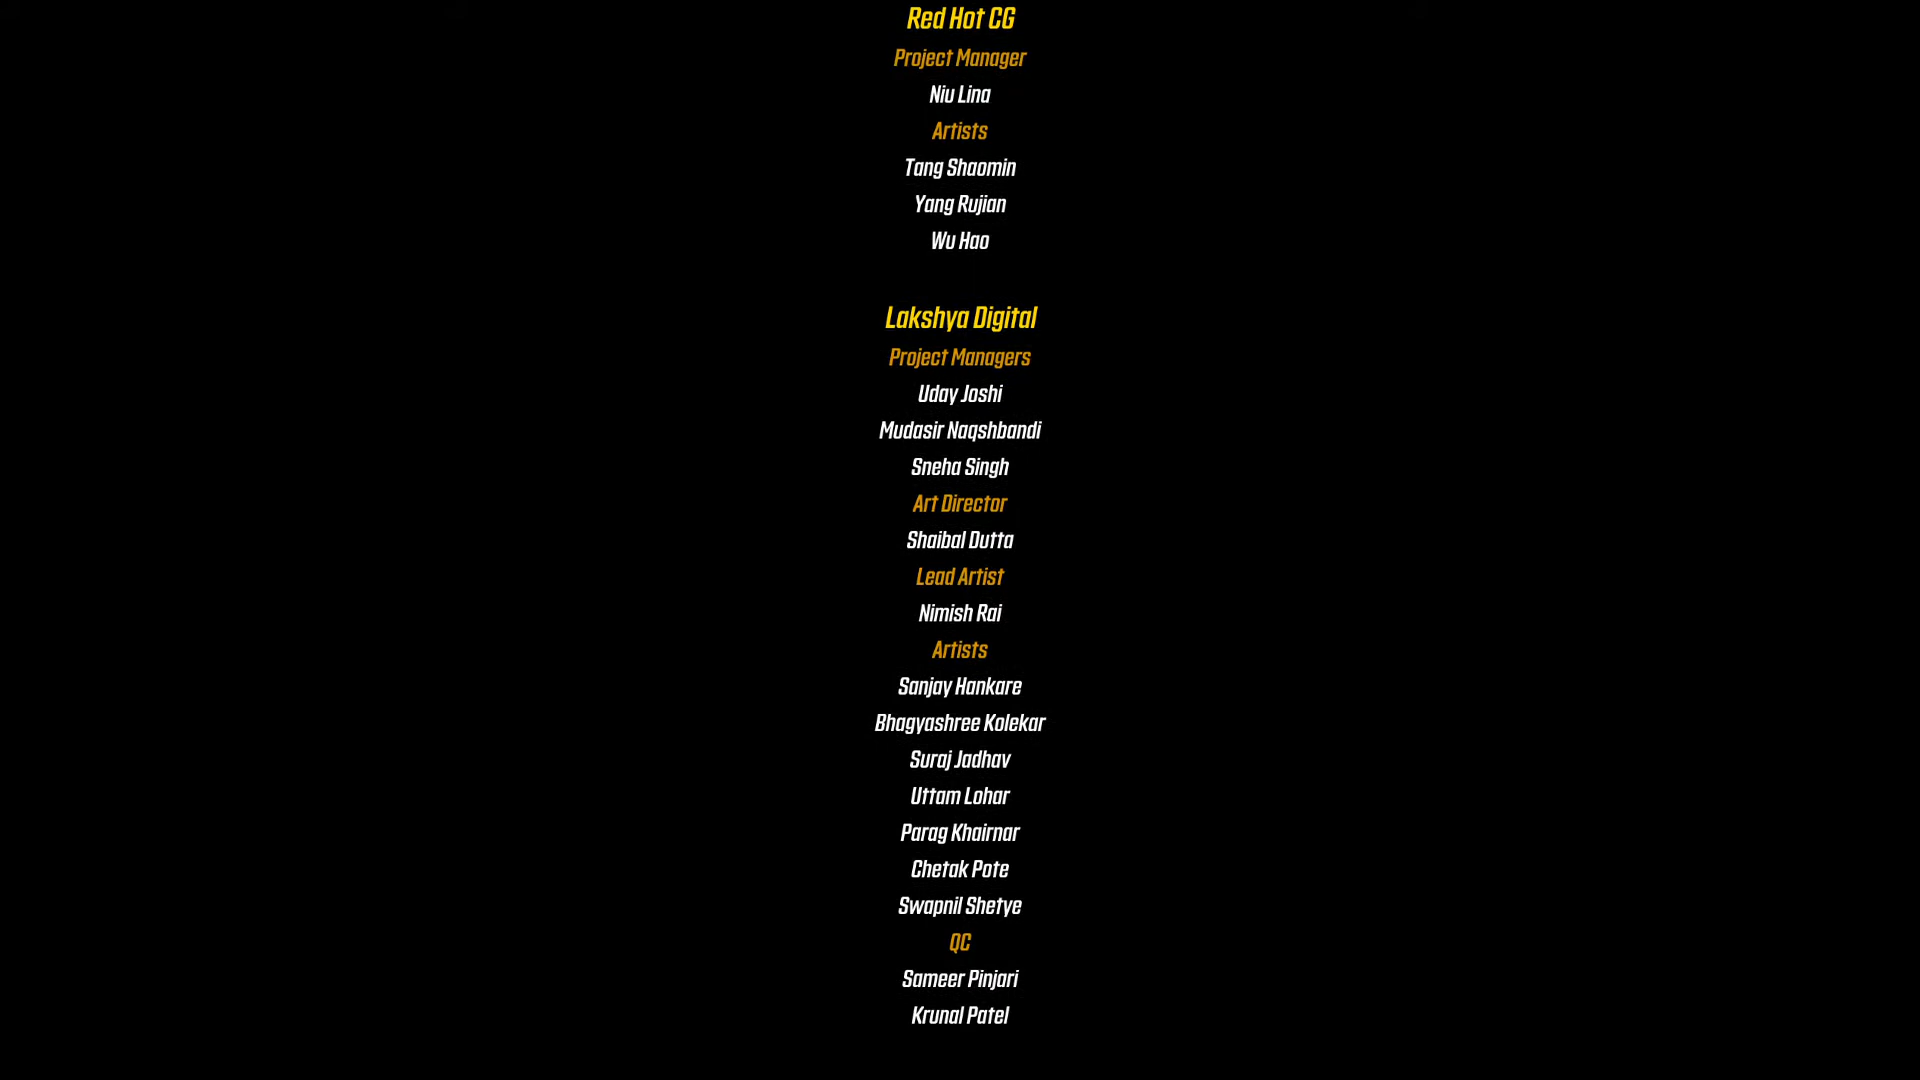 Red Hot CG
Project Manager
Niu Lina
Artists
Tang Shaomin
Yang Rujian
Wu Hao
Lakshya Digital
Project Managers
Uday Joshi
Mudasir Naqshbandi
Sneha Singh
Art Director
Shaibal Dutta
Lead Artist
Nimish Rai
Artists
Sanjay Hankare
Bhagyashree Kolekar
Suraj Jadhav
Uttam Lohar
Parag Khairnar
Chetak Pote
Swapnil Shetye
QC
Sameer Pinjari
Krunal Patel